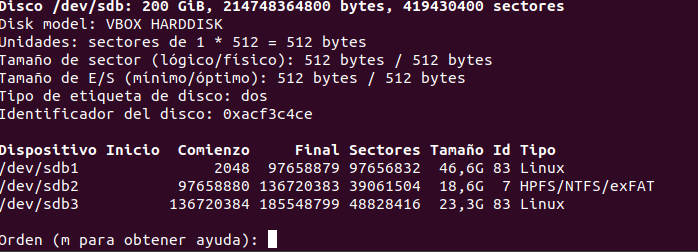 Disco /dev/sdb: 200 GiB, 214748364800 bytes, 419430400 sectores
Disk model: VBOX HARDDISK
Unidades: sectores de 1 * 512 = 512 bytes
Tamaño de sector (lógico/físico): 512 bytes / 512 bytes
Tamaño de E/S (mínimo/óptimo): 512 bytes / 512 bytes
Tipo de etiqueta de disco: dos
Identificador del disco: 0xacf3c4ce
Dispositivo Inicio Comienzo Final Sectores Tamaño Id Tipo
/dev/sdb1 2048 97658879 97656832 46,6G 83 Linux
/dev/sdb2 97658880 136720383 39061504 18,6G 7 HPFS/NTFS/exFAT
/dev/sdb3 136720384 185548799 48828416 23,3G 83 Linux
Orden (m para obtener ayuda):